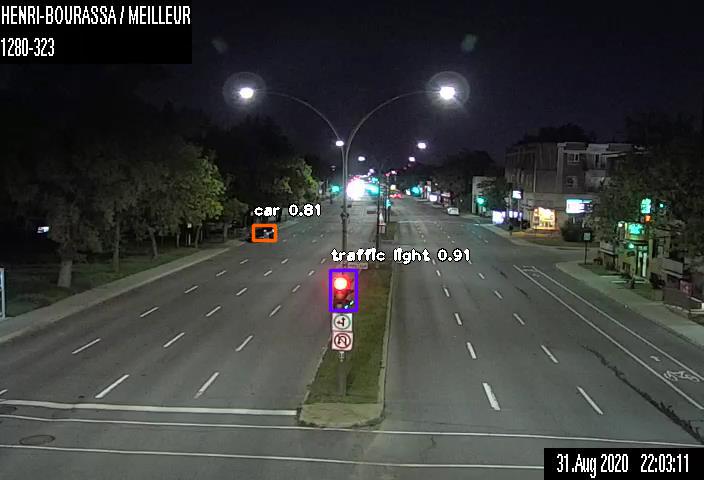 HENRI-BOURASSA / MEILLEUR
1280-323
car 0.81
traffic light 0.91
31.Aug 2020 22:03:11